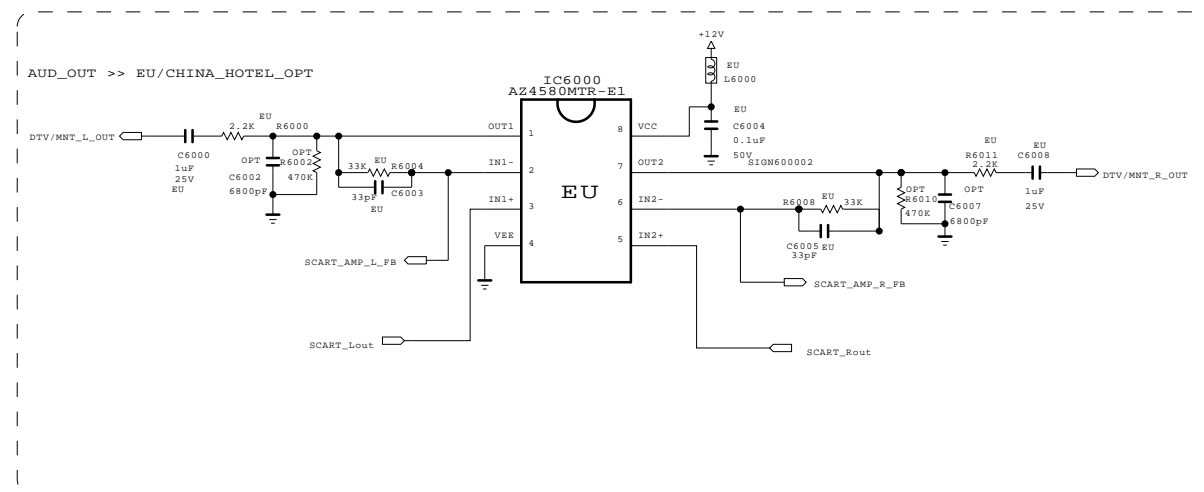 AUD_OUT >> EU/CHINA_HOTEL_OPT
+12V
EU
L6000
IC6000
AZ4580MTR-E1
EU
C6004
0.1uF
50V
DTV/MNT_L_OUT
C6000
1uF
25V
EU
EU
2.2K
R6000
OPT
C6002
6800pF
OPT
R6002
470K
33K
EU
R6004
33pF
C6003
EU
OUT1
1
IN1-
2
IN1+
3
VEE
4
EU
8
VCC
7
OUT2
6
IN2-
5
IN2+
SIGN600002
R6008
EU
33K
C6005
EU
33pF
OPT
R6010
470K
OPT
C6007
6800pF
EU
R6011
2.2K
EU
C6008
1uF
25V
DTV/MNT_R_OUT
SCART_AMP_L_FB
SCART_AMP_R_FB
SCART_Lout
SCART_Rout